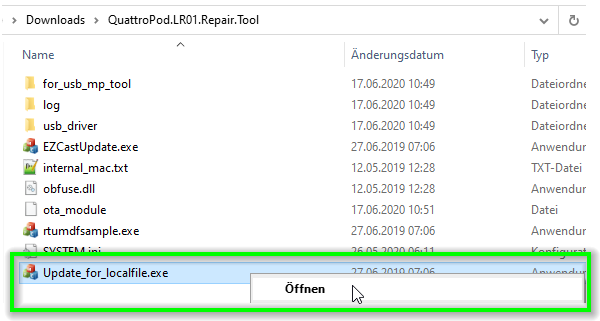 Downloads > QuattroPod.LR01.Repair.Tool
Name Änderungsdatum Typ
for_usb_mp_tool 17.06.2020 10:49 Dateiordne
log 17.06.2020 10:49 Dateiordne
usb_driver 17.06.2020 10:49 Dateiordne
EZCastUpdate.exe 27.06.2019 07:06 Anwendun
internal_mac.txt 12.05.2019 12:28 TXT-Datei
obfuse.dll 12.05.2019 12:28 Anwendun
ota_module 17.06.2020 10:51 Datei
rtumdfsample.exe 27.06.2019 07:06 Anwendun
SYSTEM.ini 26.05.2020 06:11 Konfigurat
Update_for_localfile.exe 27.06.2019 07:06 Anwendun
Öffnen